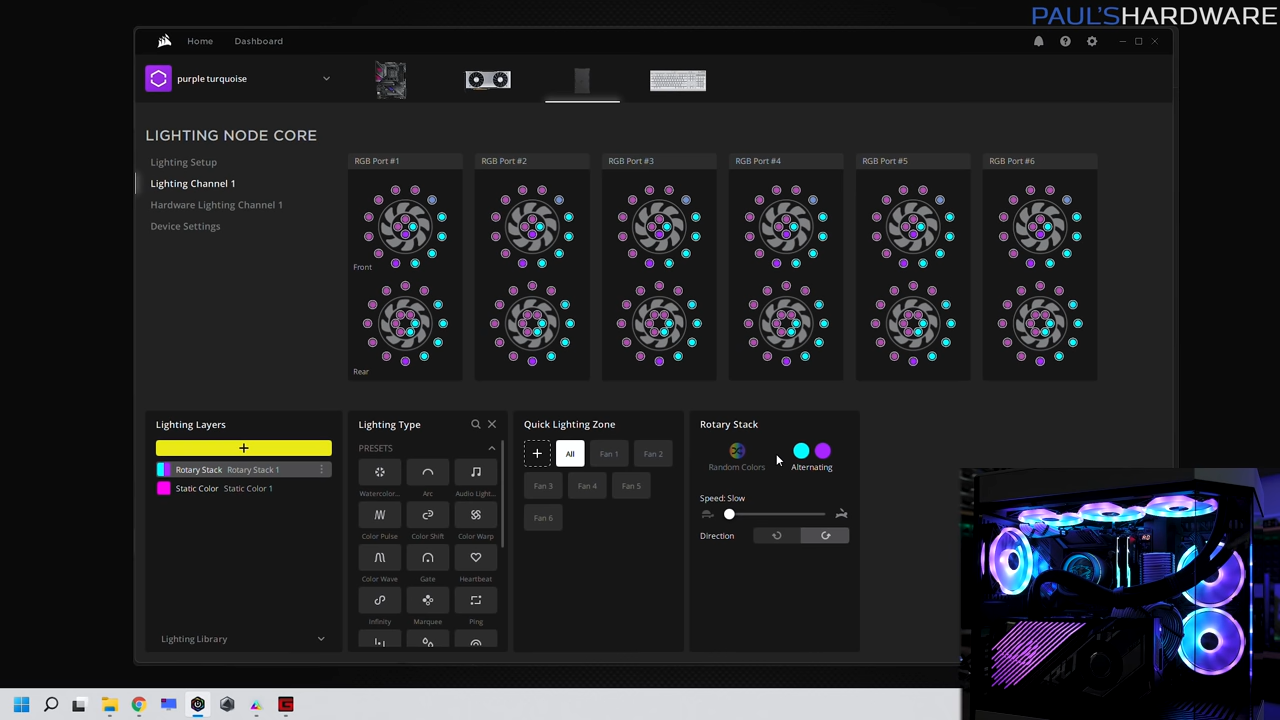 PAUL'SHARDWARE
Home Dashboard
purple turquoise
LIGHTING NODE CORE
Lighting Setup
Lighting Channel 1
Hardware Lighting Channel 1
Device Settings
RGB Port #1 RGB Port #2 RGB Port #3 RGB Port #4 RGB Port #5 RGB Port #6
Front
Rear
Lighting Layers
+
Rotary Stack Rotary Stack 1
Static Color Static Color 1
Lighting Library
Lighting Type
PRESETS
Watercolor... Arc Audio Light...
Color Pulse Color Shift Color Warp
Color Wave Gate Heartbeat
Infinity Marquee Ping
Quick Lighting Zone
+ All Fan 1 Fan 2
Fan 3 Fan 4 Fan 5
Fan 6
Rotary Stack
Random Colors Alternating
Speed: Slow
Direction